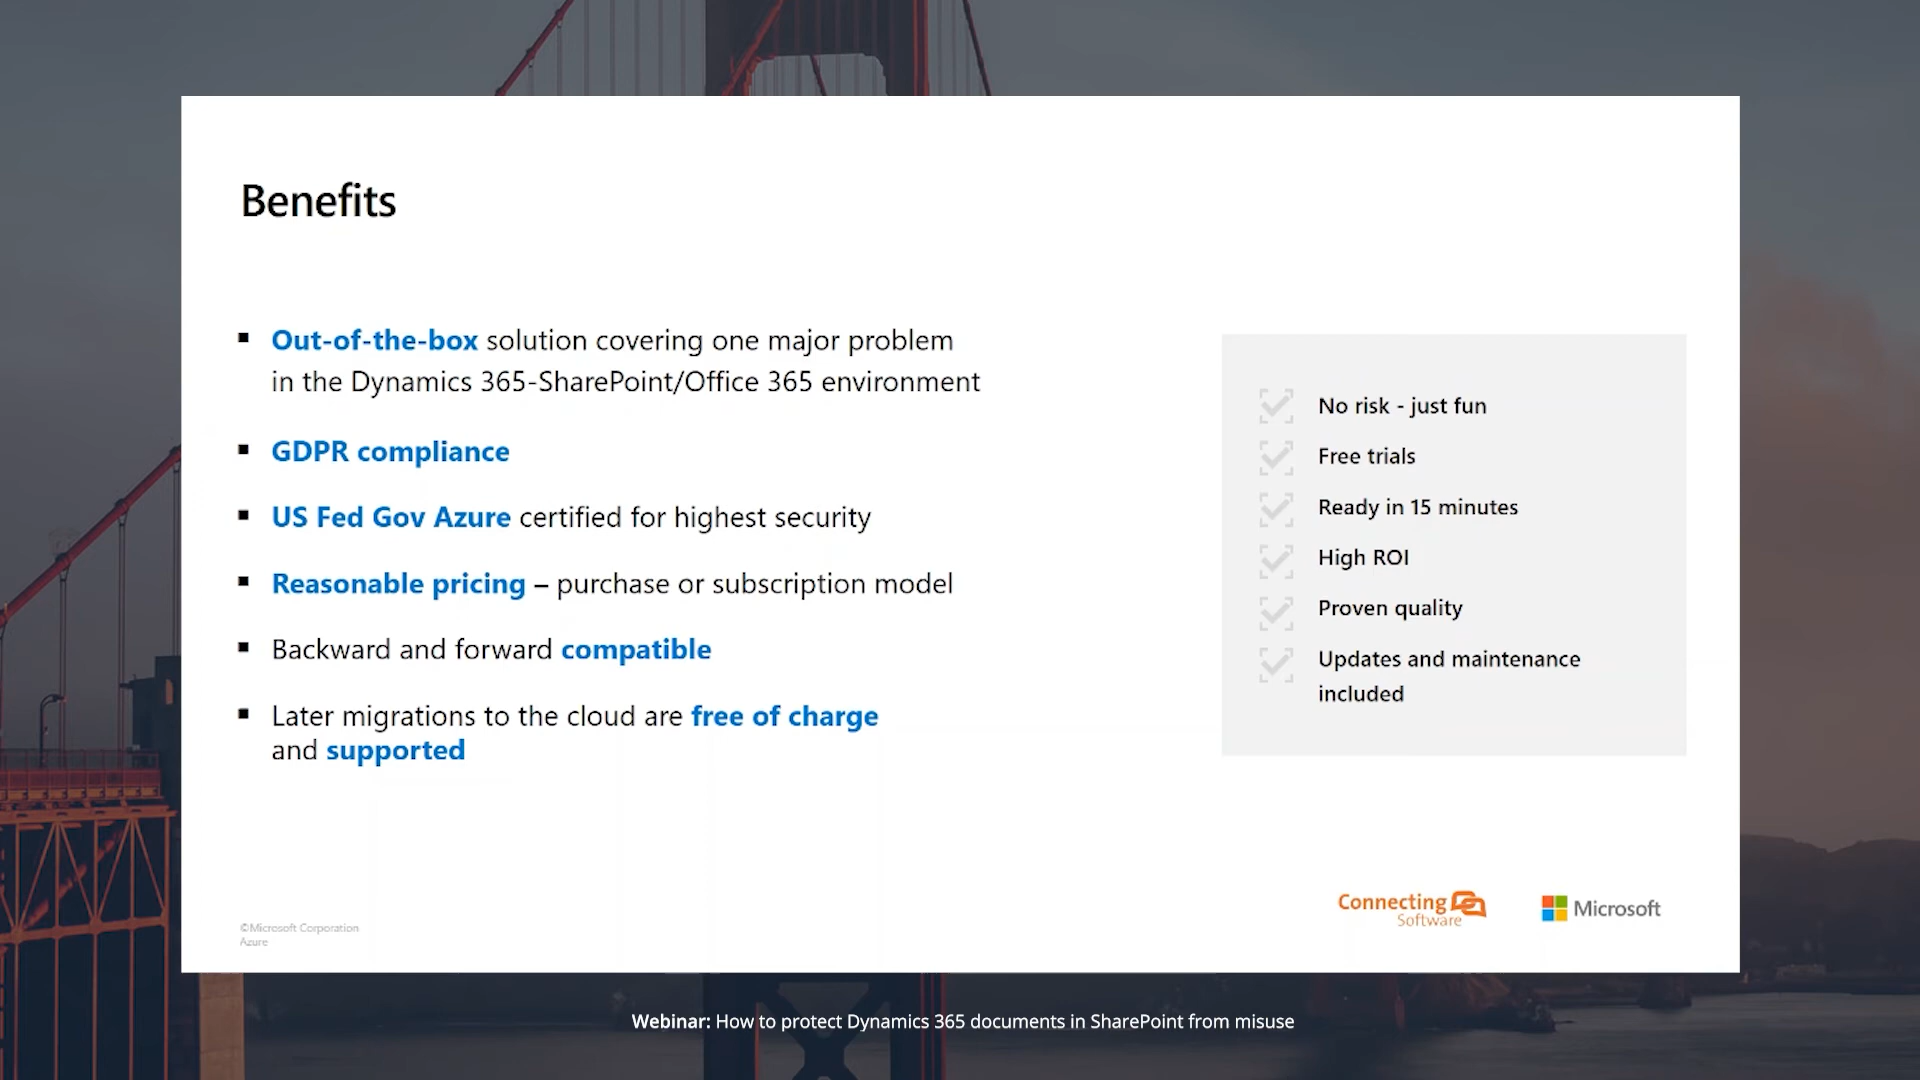 Benefits
▪ Out-of-the-box solution covering one major problem
in the Dynamics 365-SharePoint/Office 365 environment
▪ GDPR compliance
▪ US Fed Gov Azure certified for highest security
▪ Reasonable pricing – purchase or subscription model
▪ Backward and forward compatible
▪ Later migrations to the cloud are free of charge
and supported
No risk - just fun
Free trials
Ready in 15 minutes
High ROI
Proven quality
Updates and maintenance
included
©Microsoft Corporation
Azure
Connecting
Software
Microsoft
Webinar: How to protect Dynamics 365 documents in SharePoint from misuse